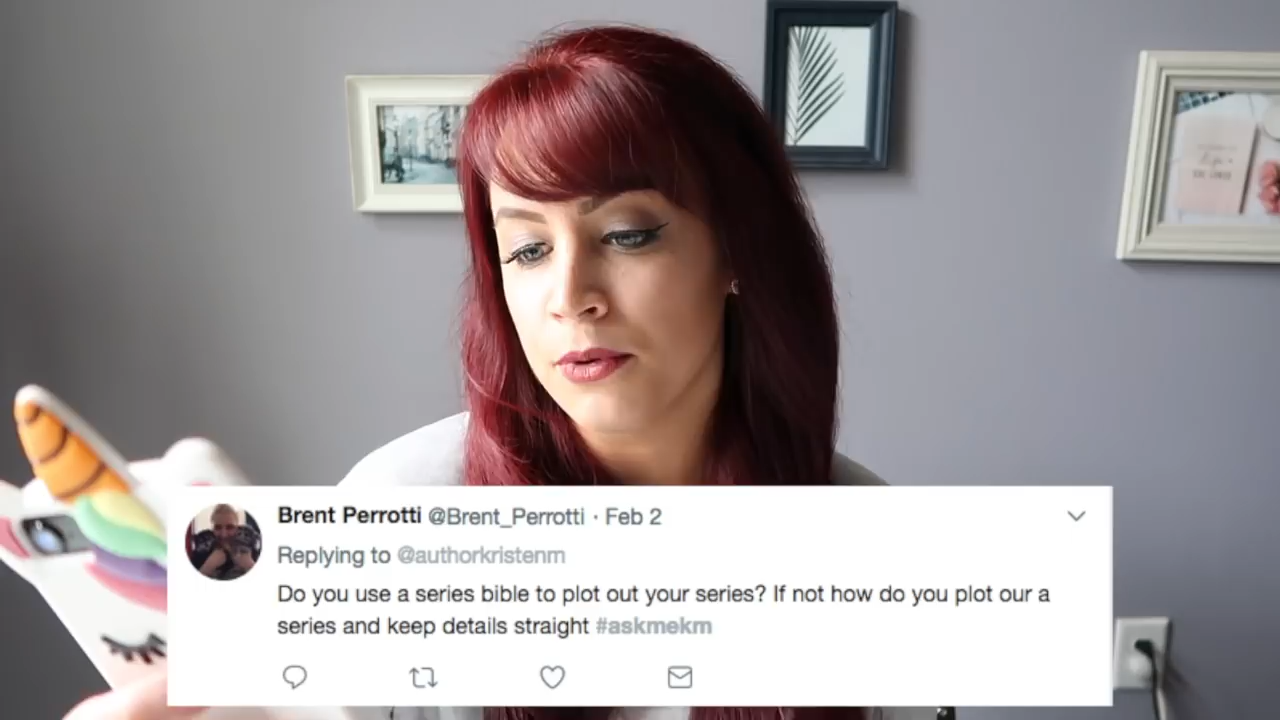 Brent Perrotti @Brent_Perrotti · Feb 2
Replying to @authorkristenm
Do you use a series bible to plot out your series? If not how do you plot our a
series and keep details straight #askmekm